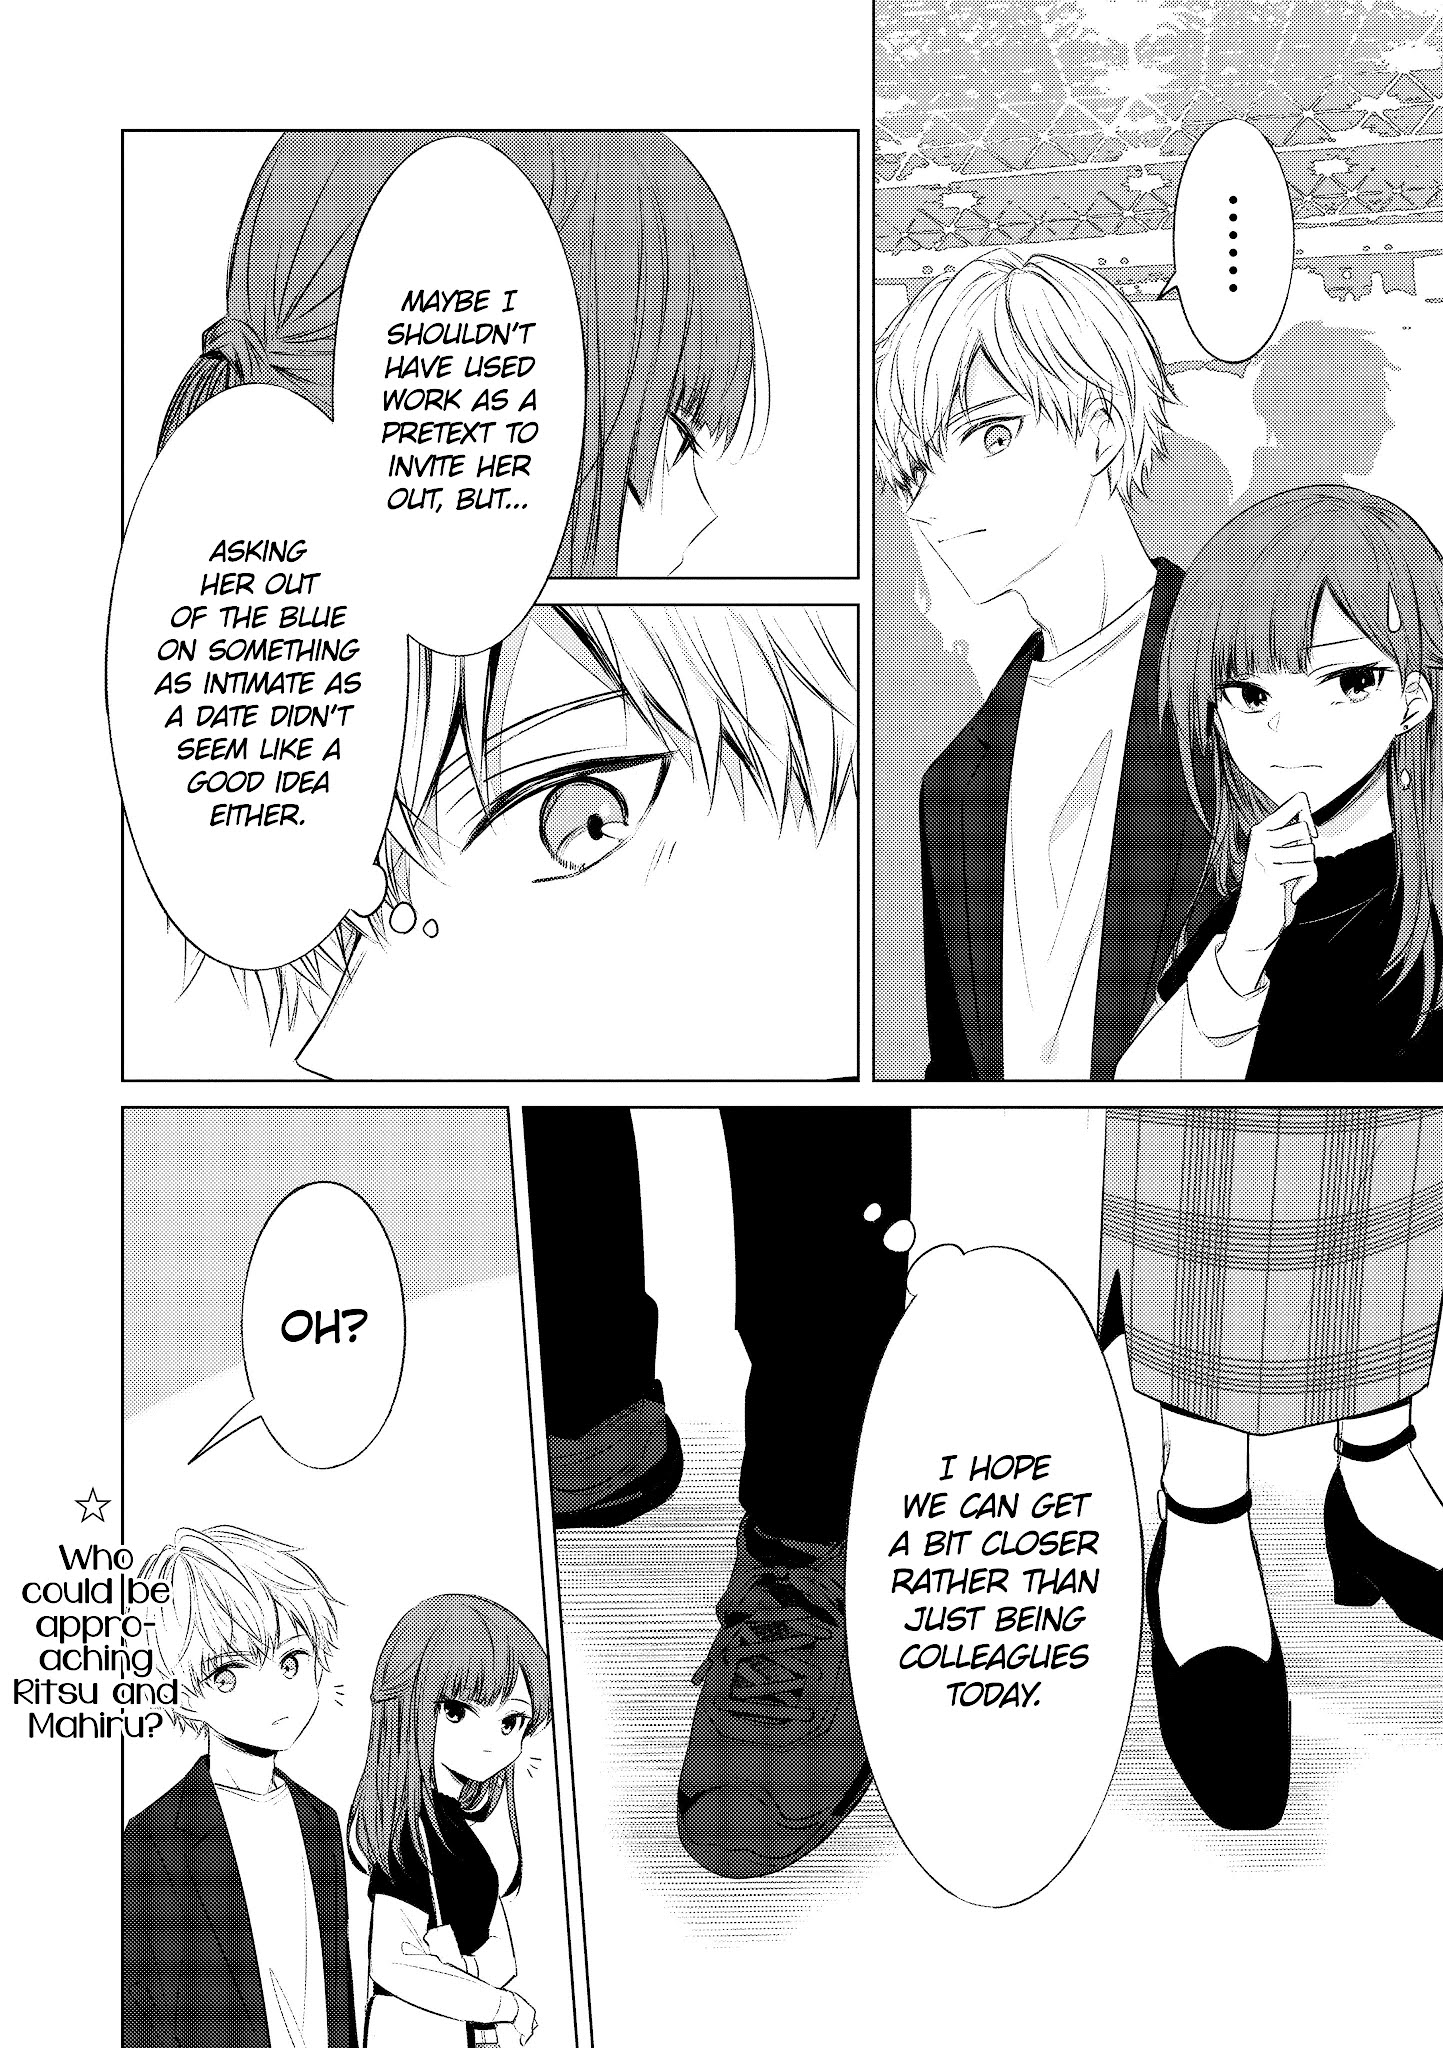 .......
MAYBE I
SHOULDN'T
HAVE USED
WORK AS A
PRETEXT TO
INVITE HER
OUT, BUT...
ASKING
HER OUT
OF THE BLUE
ON SOMETHING
AS INTIMATE AS
A DATE DIDN'T
SEEM LIKE A
GOOD IDEA
EITHER.
I HOPE
WE CAN GET
A BIT CLOSER
RATHER THAN
JUST BEING
COLLEAGUES
TODAY.
OH?
☆
Who
could be
appro-
aching
Ritsu and
Mahiru?